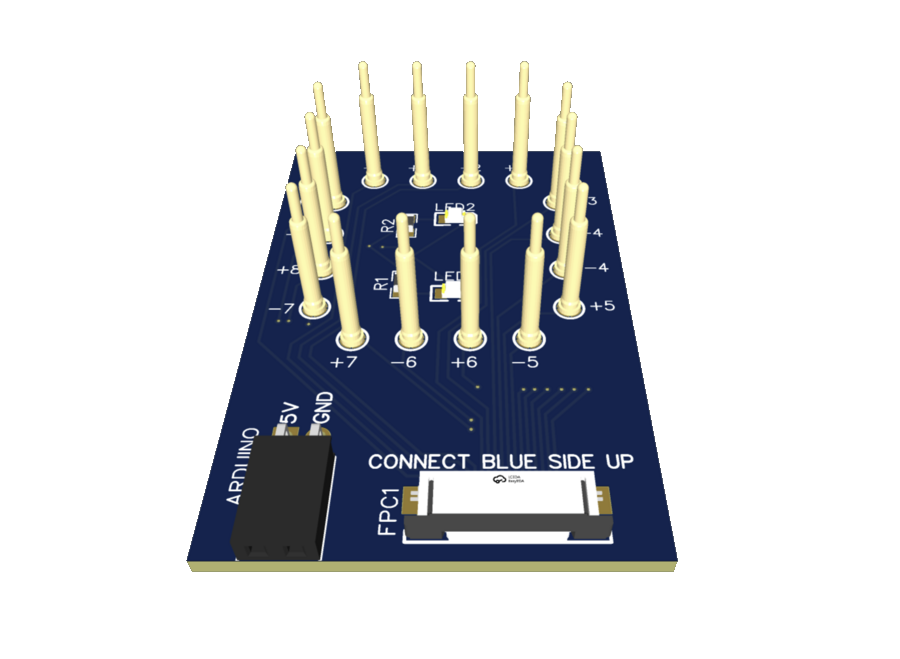 LED2
R2
3
-4
+8
-4
R1
LED
-7
+5
+7
-6
+6
-5
5V
GND
ARDUINO
CONNECT BLUE SIDE UP
FPC1